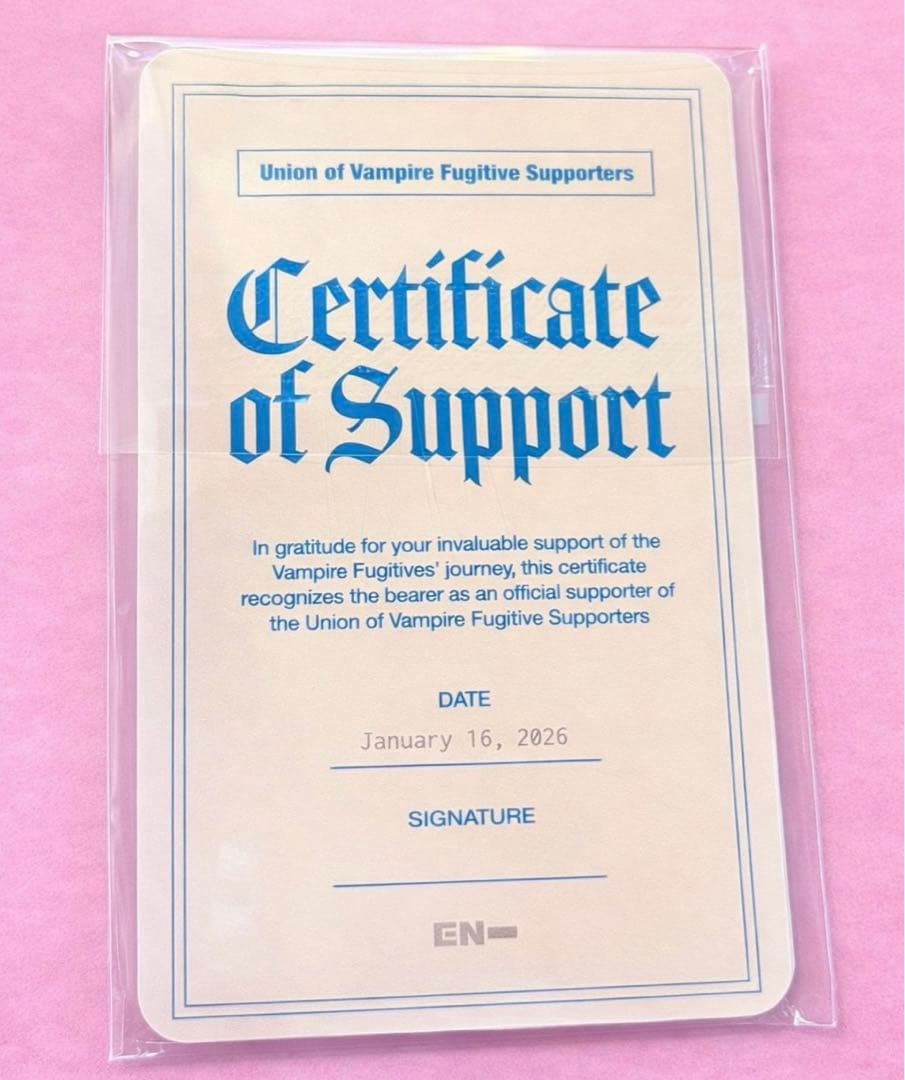 Union of Vampire Fugitive Supporters
Certificate
of Support
In gratitude for your invaluable support of the
Vampire Fugitives' journey, this certificate
recognizes the bearer as an official supporter of
the Union of Vampire Fugitive Supporters
DATE
January 16, 2026
SIGNATURE
EN-